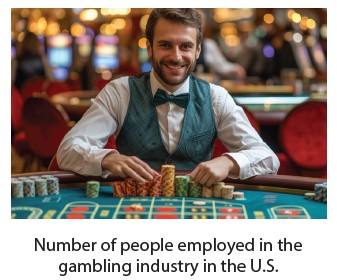 Number of people employed in the
gambling industry in the U.S.